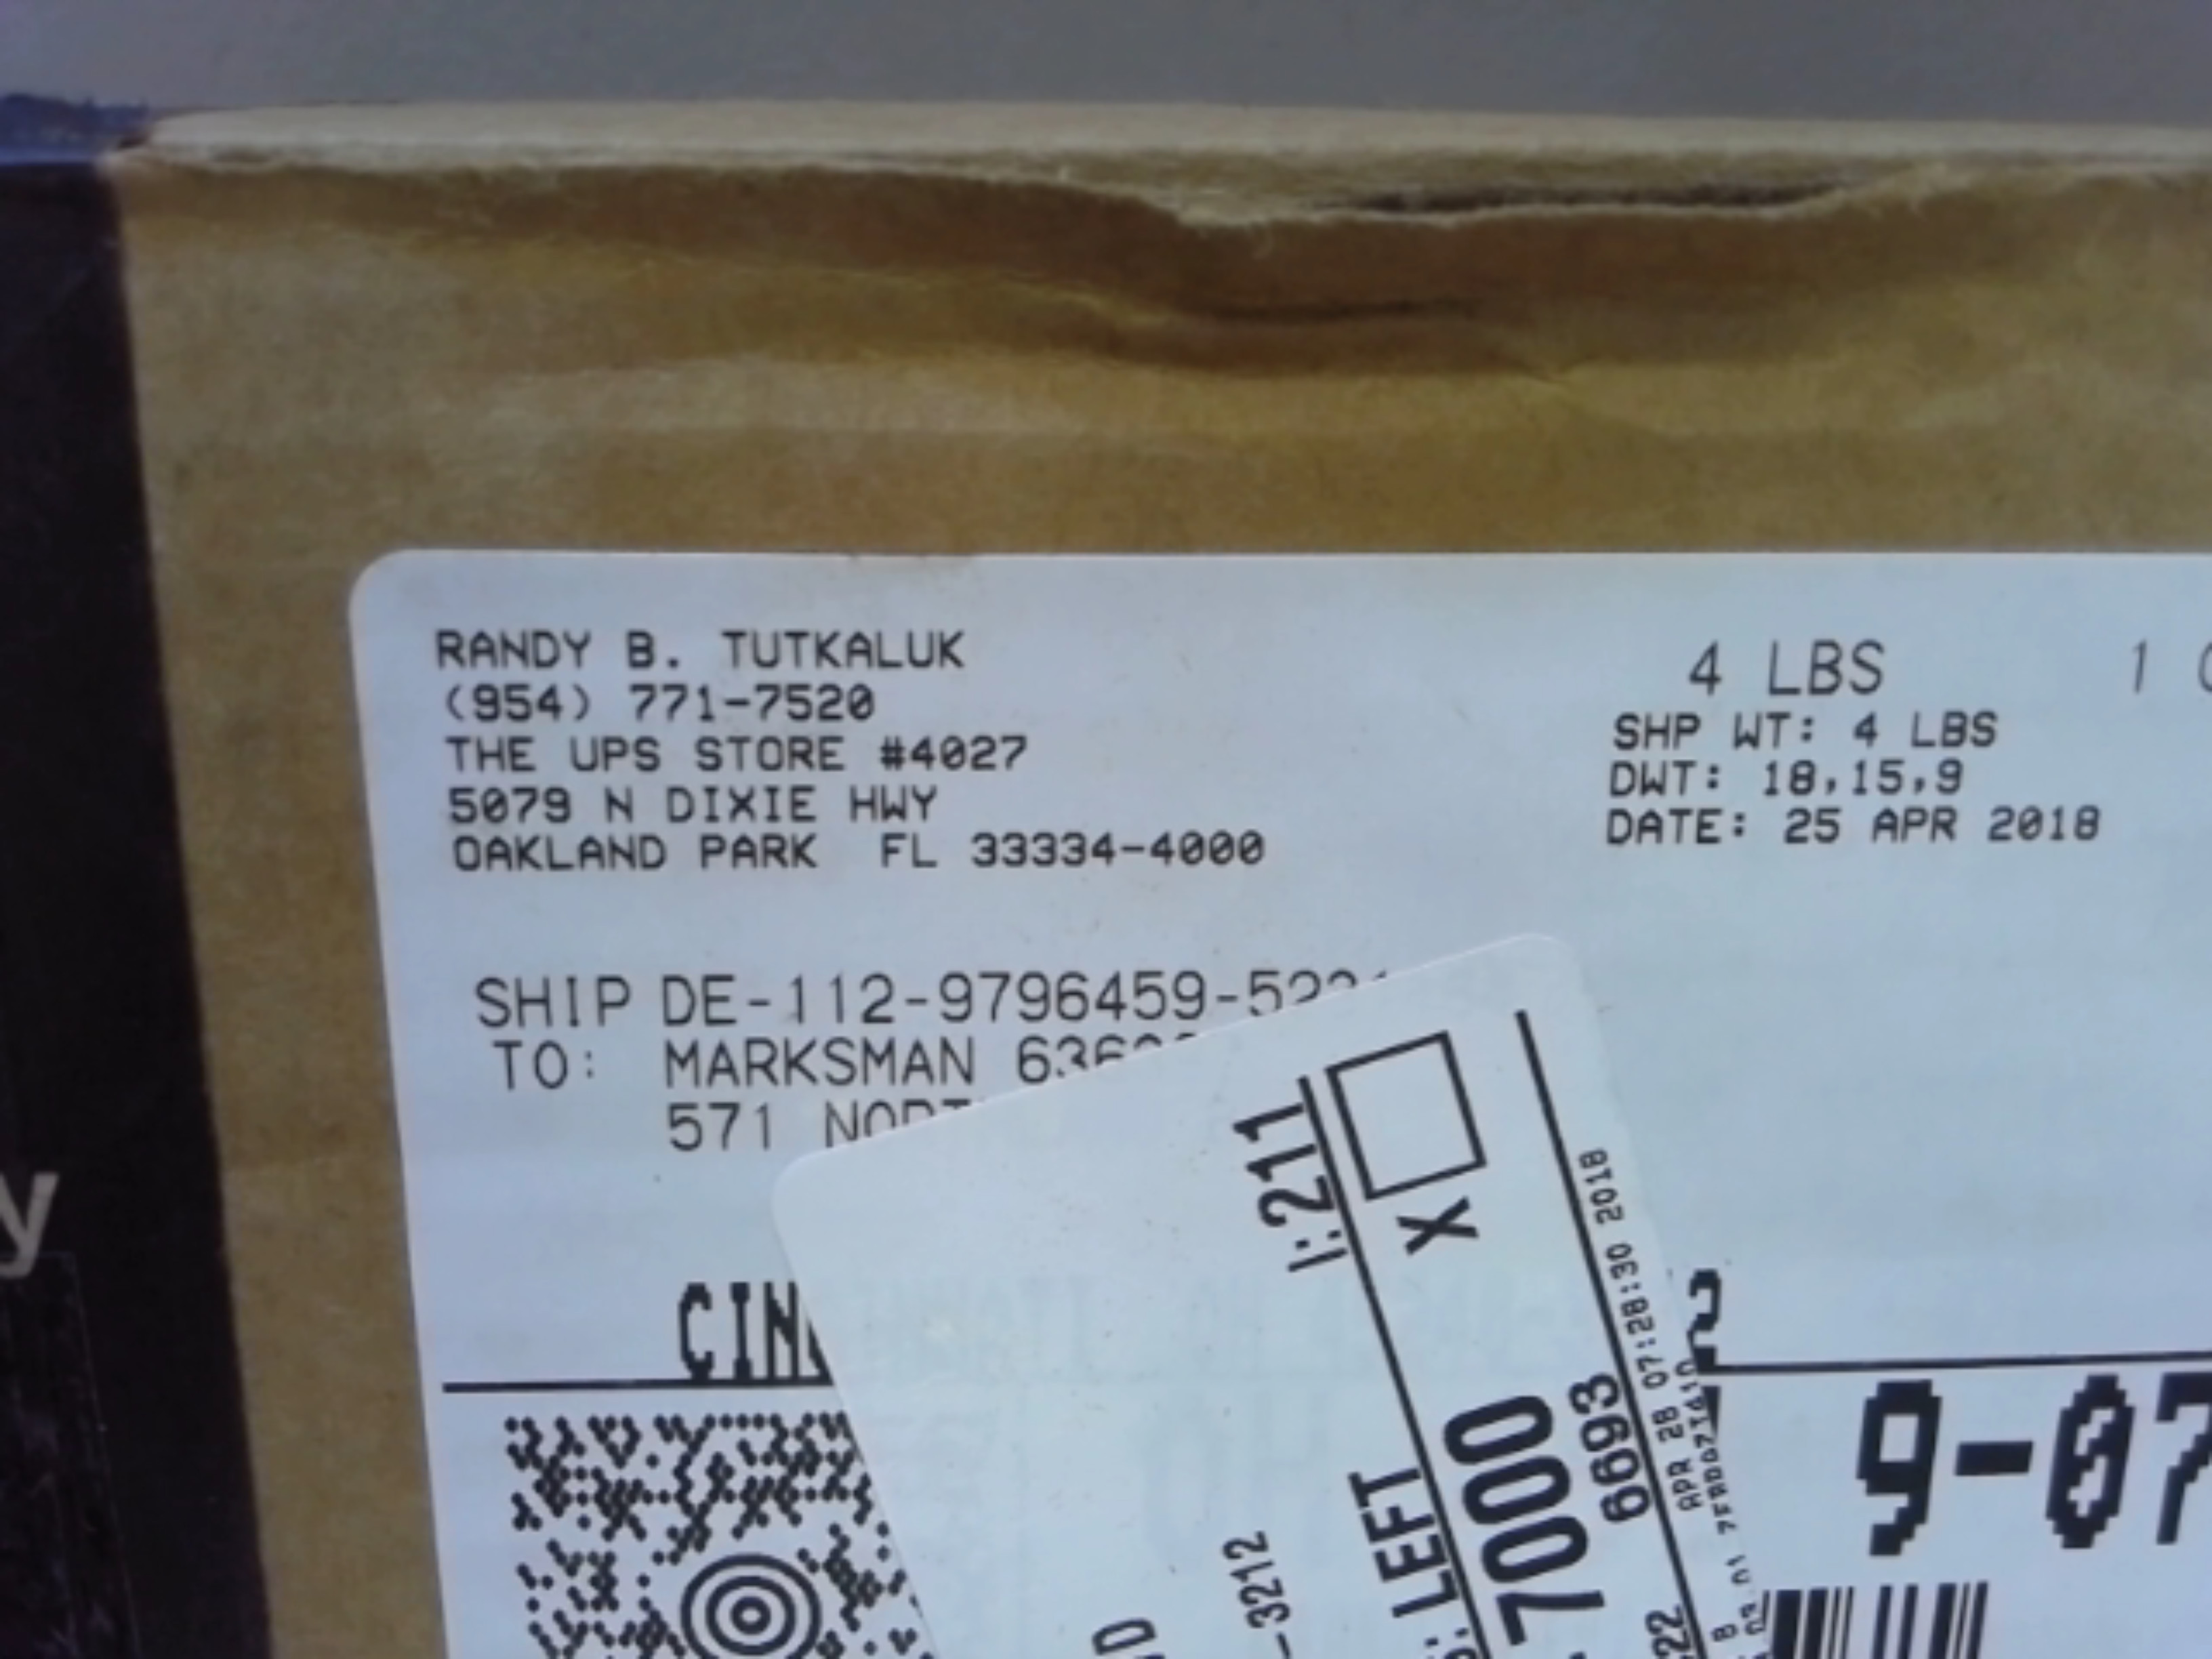 RANDY B. TUTKALUK
(954) 771-7520
THE UPS STORE #4027
5079 N DIXIE HWY
OAKLAND PARK FL 33334-4000
4 LBS
1
SHP WT: 4 LBS
DWT: 18,15,9
DATE: 25 APR 2018
SHIP DE-112-9796459-
TO: MARKSMAN
571
I:211
X
LEFT
7000
6693
APR 28 07:28:30 2018
-3212
9-07
y